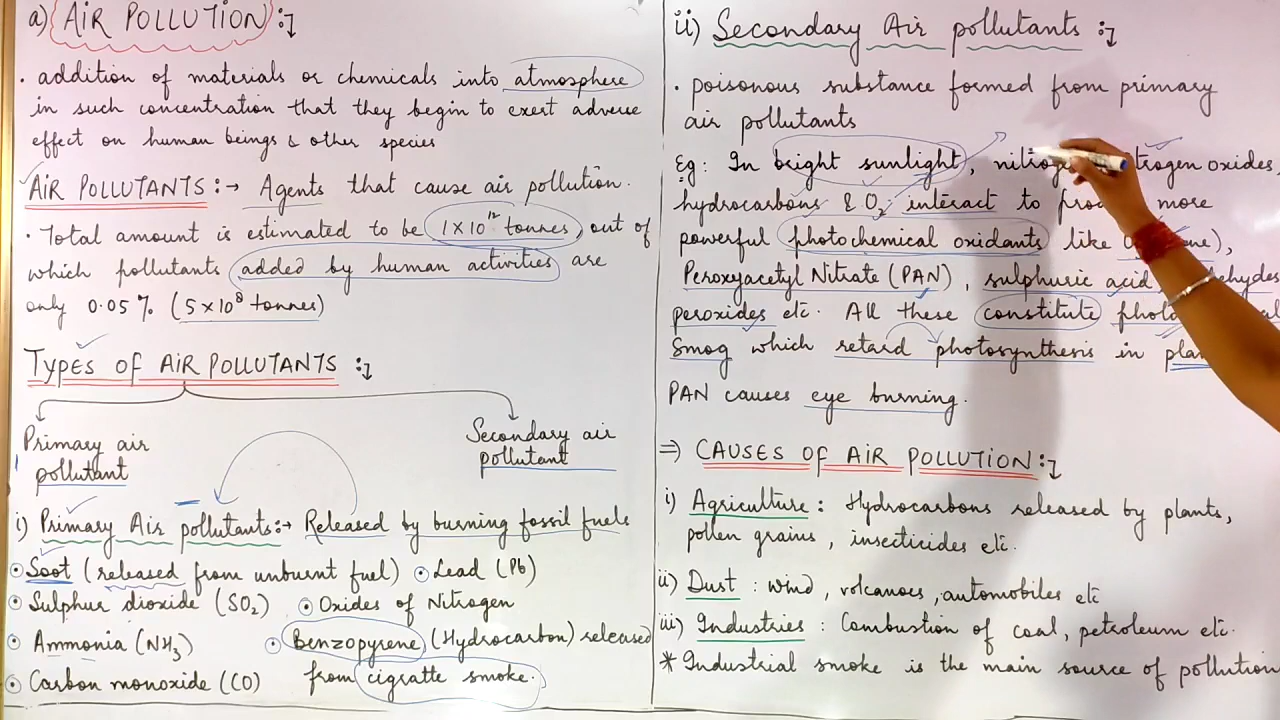 a) AIR POLLUTION :↴
· addition of materials or chemicals into atmosphere
in such concentration that they begin to exert adverse
effect on human beings & other species
AIR POLLUTANTS :→ Agents that cause air pollution.
· Total amount is estimated to be 1×10¹² tonnes, out of
which pollutants added by human activities are
only 0.05% (5×10⁸ tonnes)
TYPES OF AIR POLLUTANTS :↴
Primary air
pollutant
Secondary air
pollutant
i) Primary Air pollutants :→ Released by burning fossil fuels
⊙ Soot (released from unburnt fuel) ⊙ Lead (Pb)
⊙ Sulphur dioxide (SO₂) ⊙ Oxides of Nitrogen
⊙ Ammonia (NH₃) ⊙ Benzopyrene (Hydrocarbon) released
⊙ Carbon monoxide (CO) from cigratte smoke.
ii) Secondary Air pollutants :↴
· poisonous substance formed from primary
air pollutants
Eg: In bright sunlight, oxides,
hydrocarbons & O₂ interact to more
powerful photochemical oxidants like
Peroxyacetyl Nitrate (PAN), sulphuric acid,
peroxides etc. All these constitute
Smog which retard photosynthesis in
PAN causes eye burning.
⇒ CAUSES OF AIR POLLUTION :↴
i) Agriculture : Hydrocarbons released by plants,
pollen grains, insecticides etc.
ii) Dust : wind, volcanoes, automobiles etc
iii) Industries : Combustion of coal, petroleum etc.
* Industrial smoke is the main source of pollution